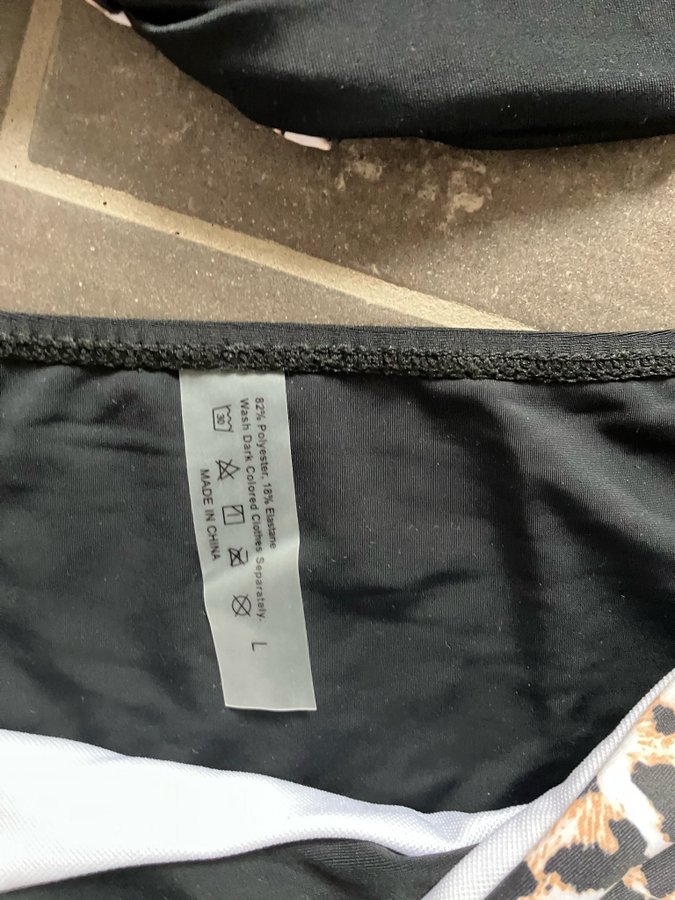 82% Polyester, 18% Elastane
Wash Dark Colored Clothes Separately.
30
MADE IN CHINA
L